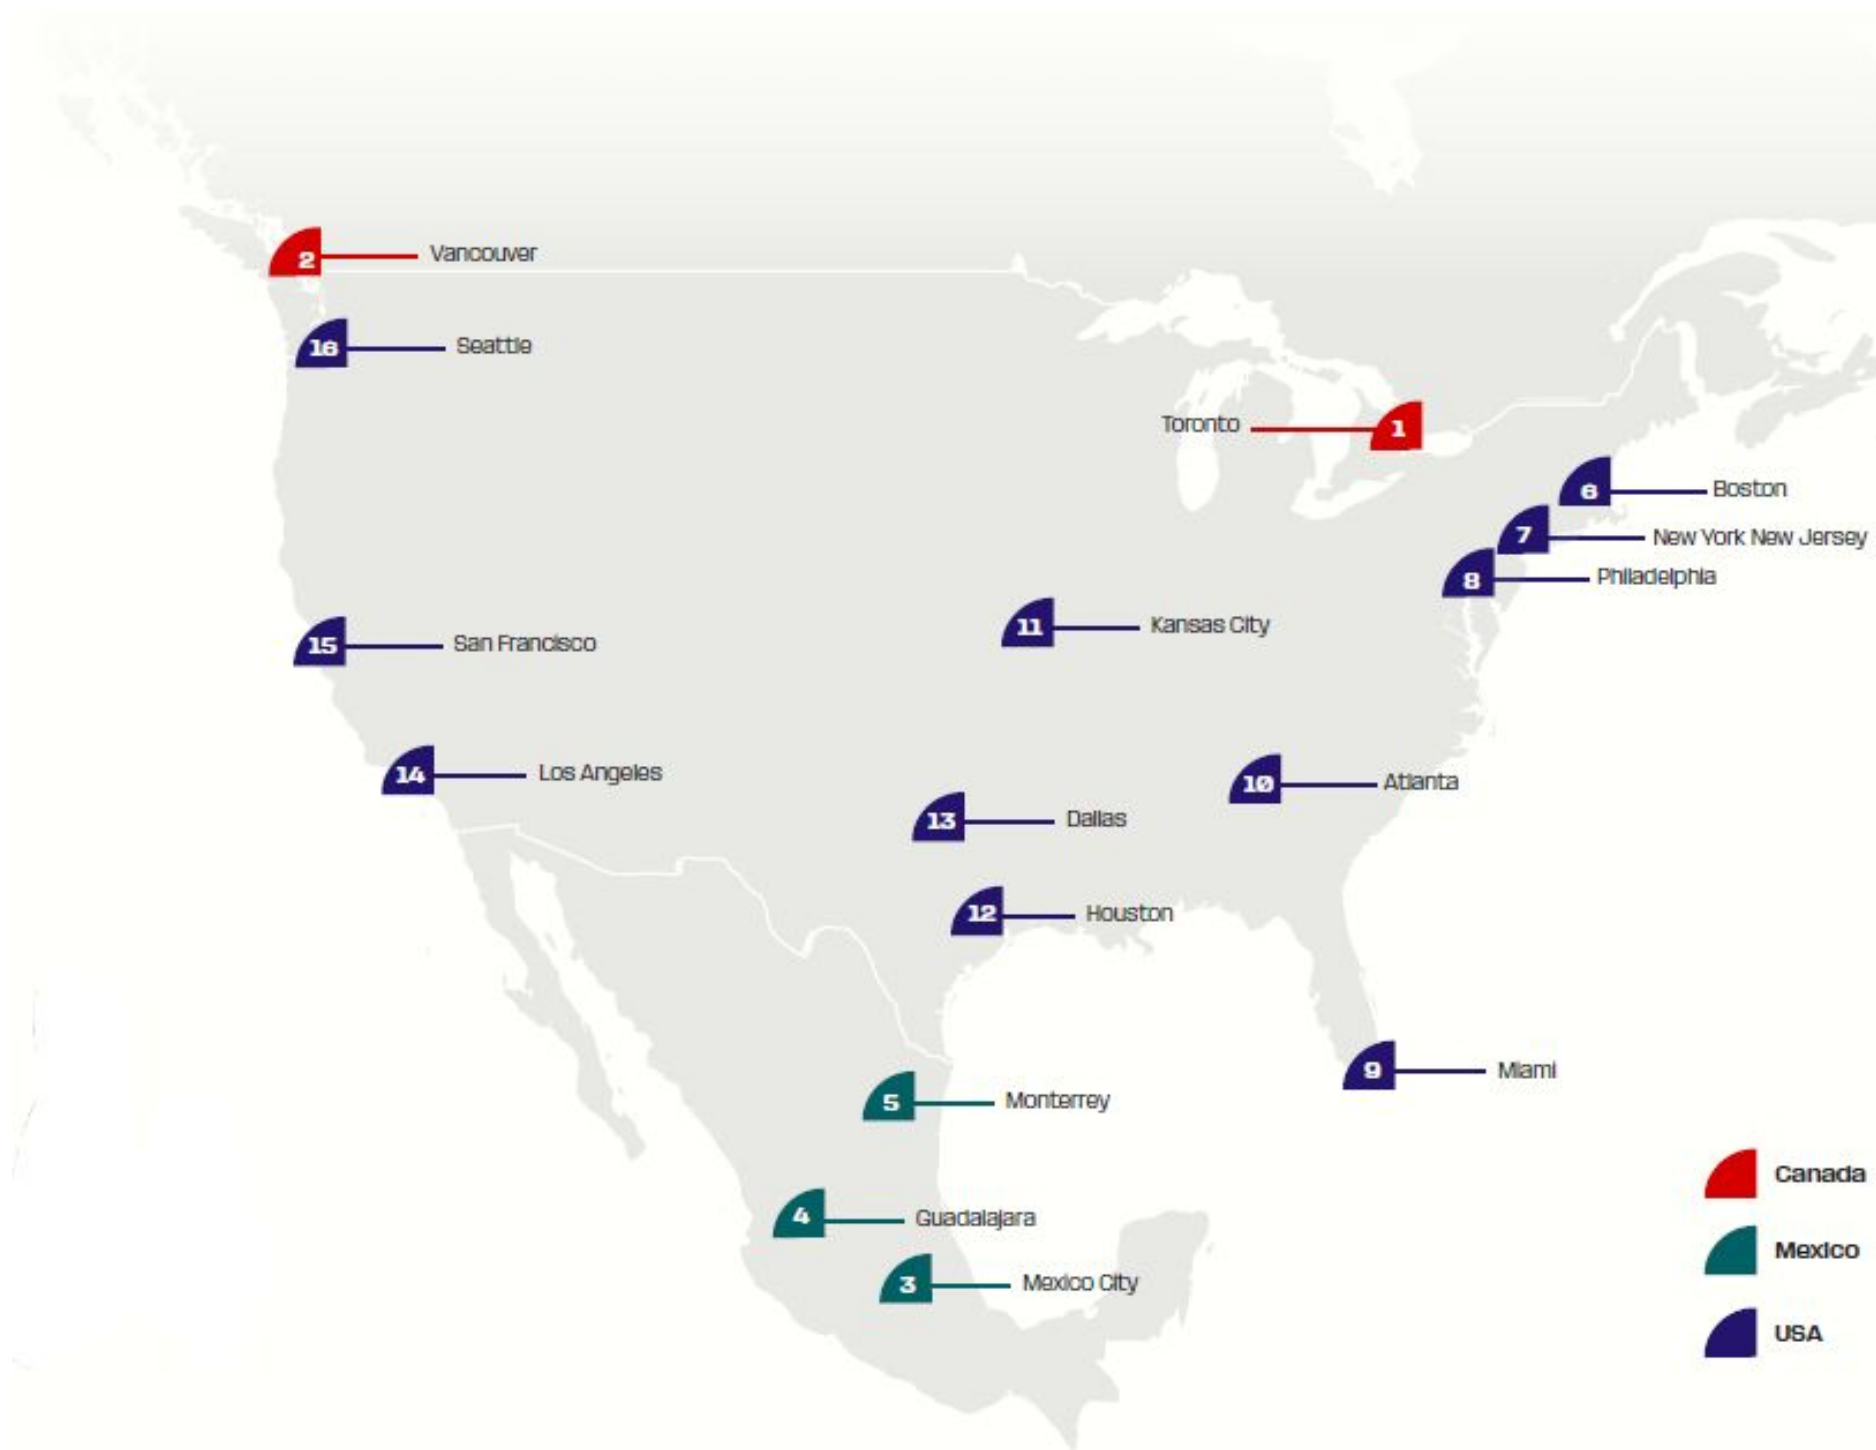 2 Vancouver
16 Seattle
Toronto 1
6 Boston
7 New York New Jersey
8 Philadelphia
11 Kansas City
15 San Francisco
14 Los Angeles
10 Atlanta
13 Dallas
12 Houston
9 Miami
5 Monterrey
4 Guadalajara
3 Mexico City
Canada
Mexico
USA